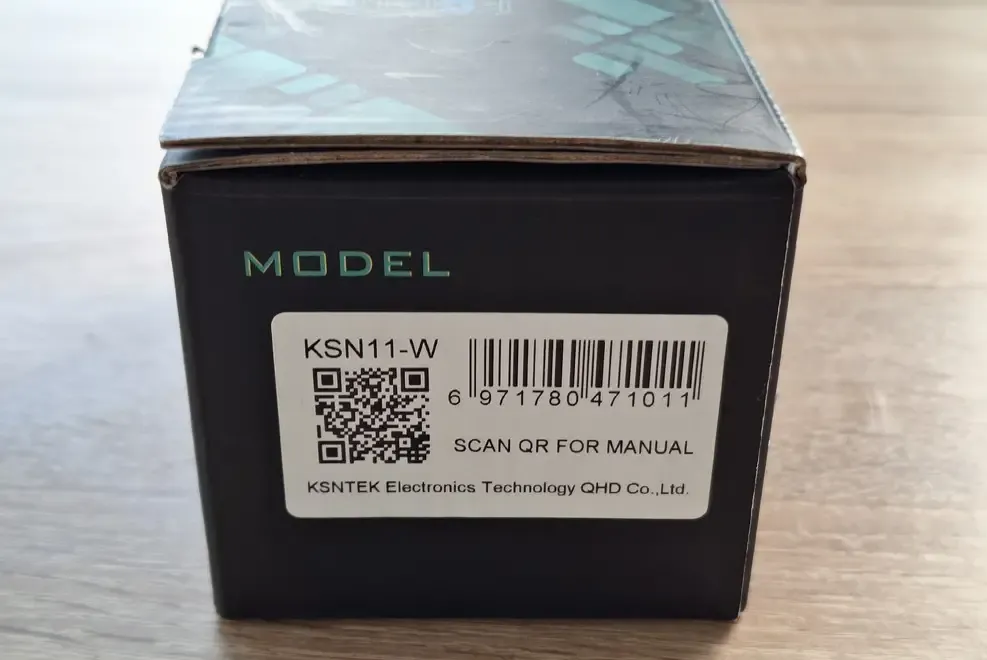 MODEL
KSN11-W
6 971780 471011
SCAN QR FOR MANUAL
KSNTEK Electronics Technology QHD Co.,Ltd.